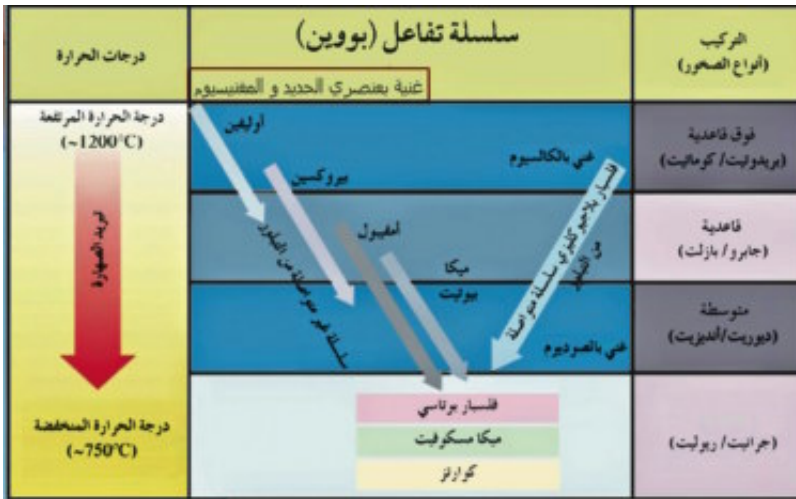 التركيب
(أنواع الصخور)
سلسلة تفاعل (بووين)
درجات الحرارة
غنية بعنصري الحديد و المغنيسيوم
فوق قاعدية
(بريدوتيت/ كوماتيت)
قاعدية
(جابرو/ بازلت)
متوسطة
(ديوريت/أنديزيت)
(جرانيت/ ريوليت)
أوليفين
بيروكسين
أمفيبول
ميكا
بيوتيت
غني بالكالسيوم
فلسبار بلاجيوكليزي سلسلة متواصلة
من التبلور
غني بالصوديوم
سلسلة غير متواصلة من التبلور
فلسبار بوتاسي
ميكا مسكوفيت
كوارتز
درجة الحرارة المرتفعة
(~1200°C)
تبريد الصهارة
درجة الحرارة المنخفضة
(~750°C)